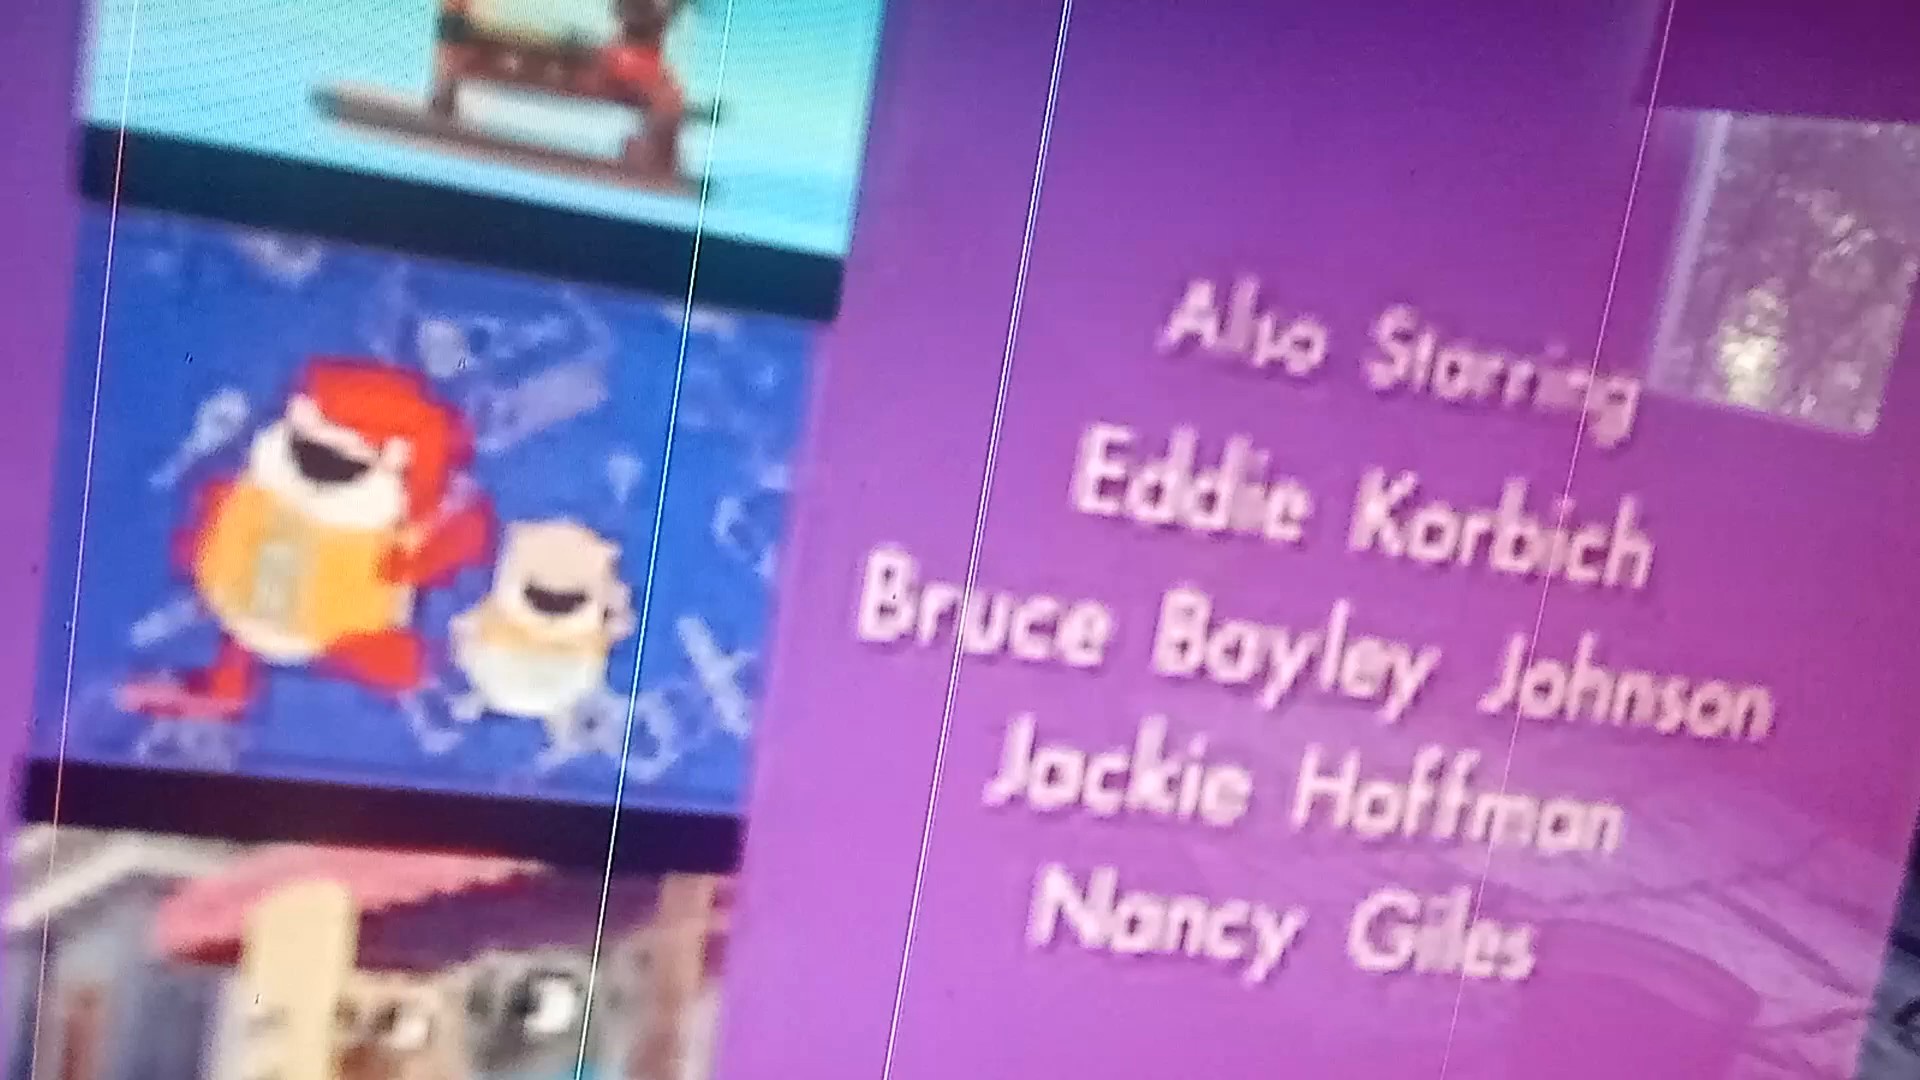 Also Starring
Eddie Korbich
Bruce Bayley Johnson
Jackie Hoffman
Nancy Giles